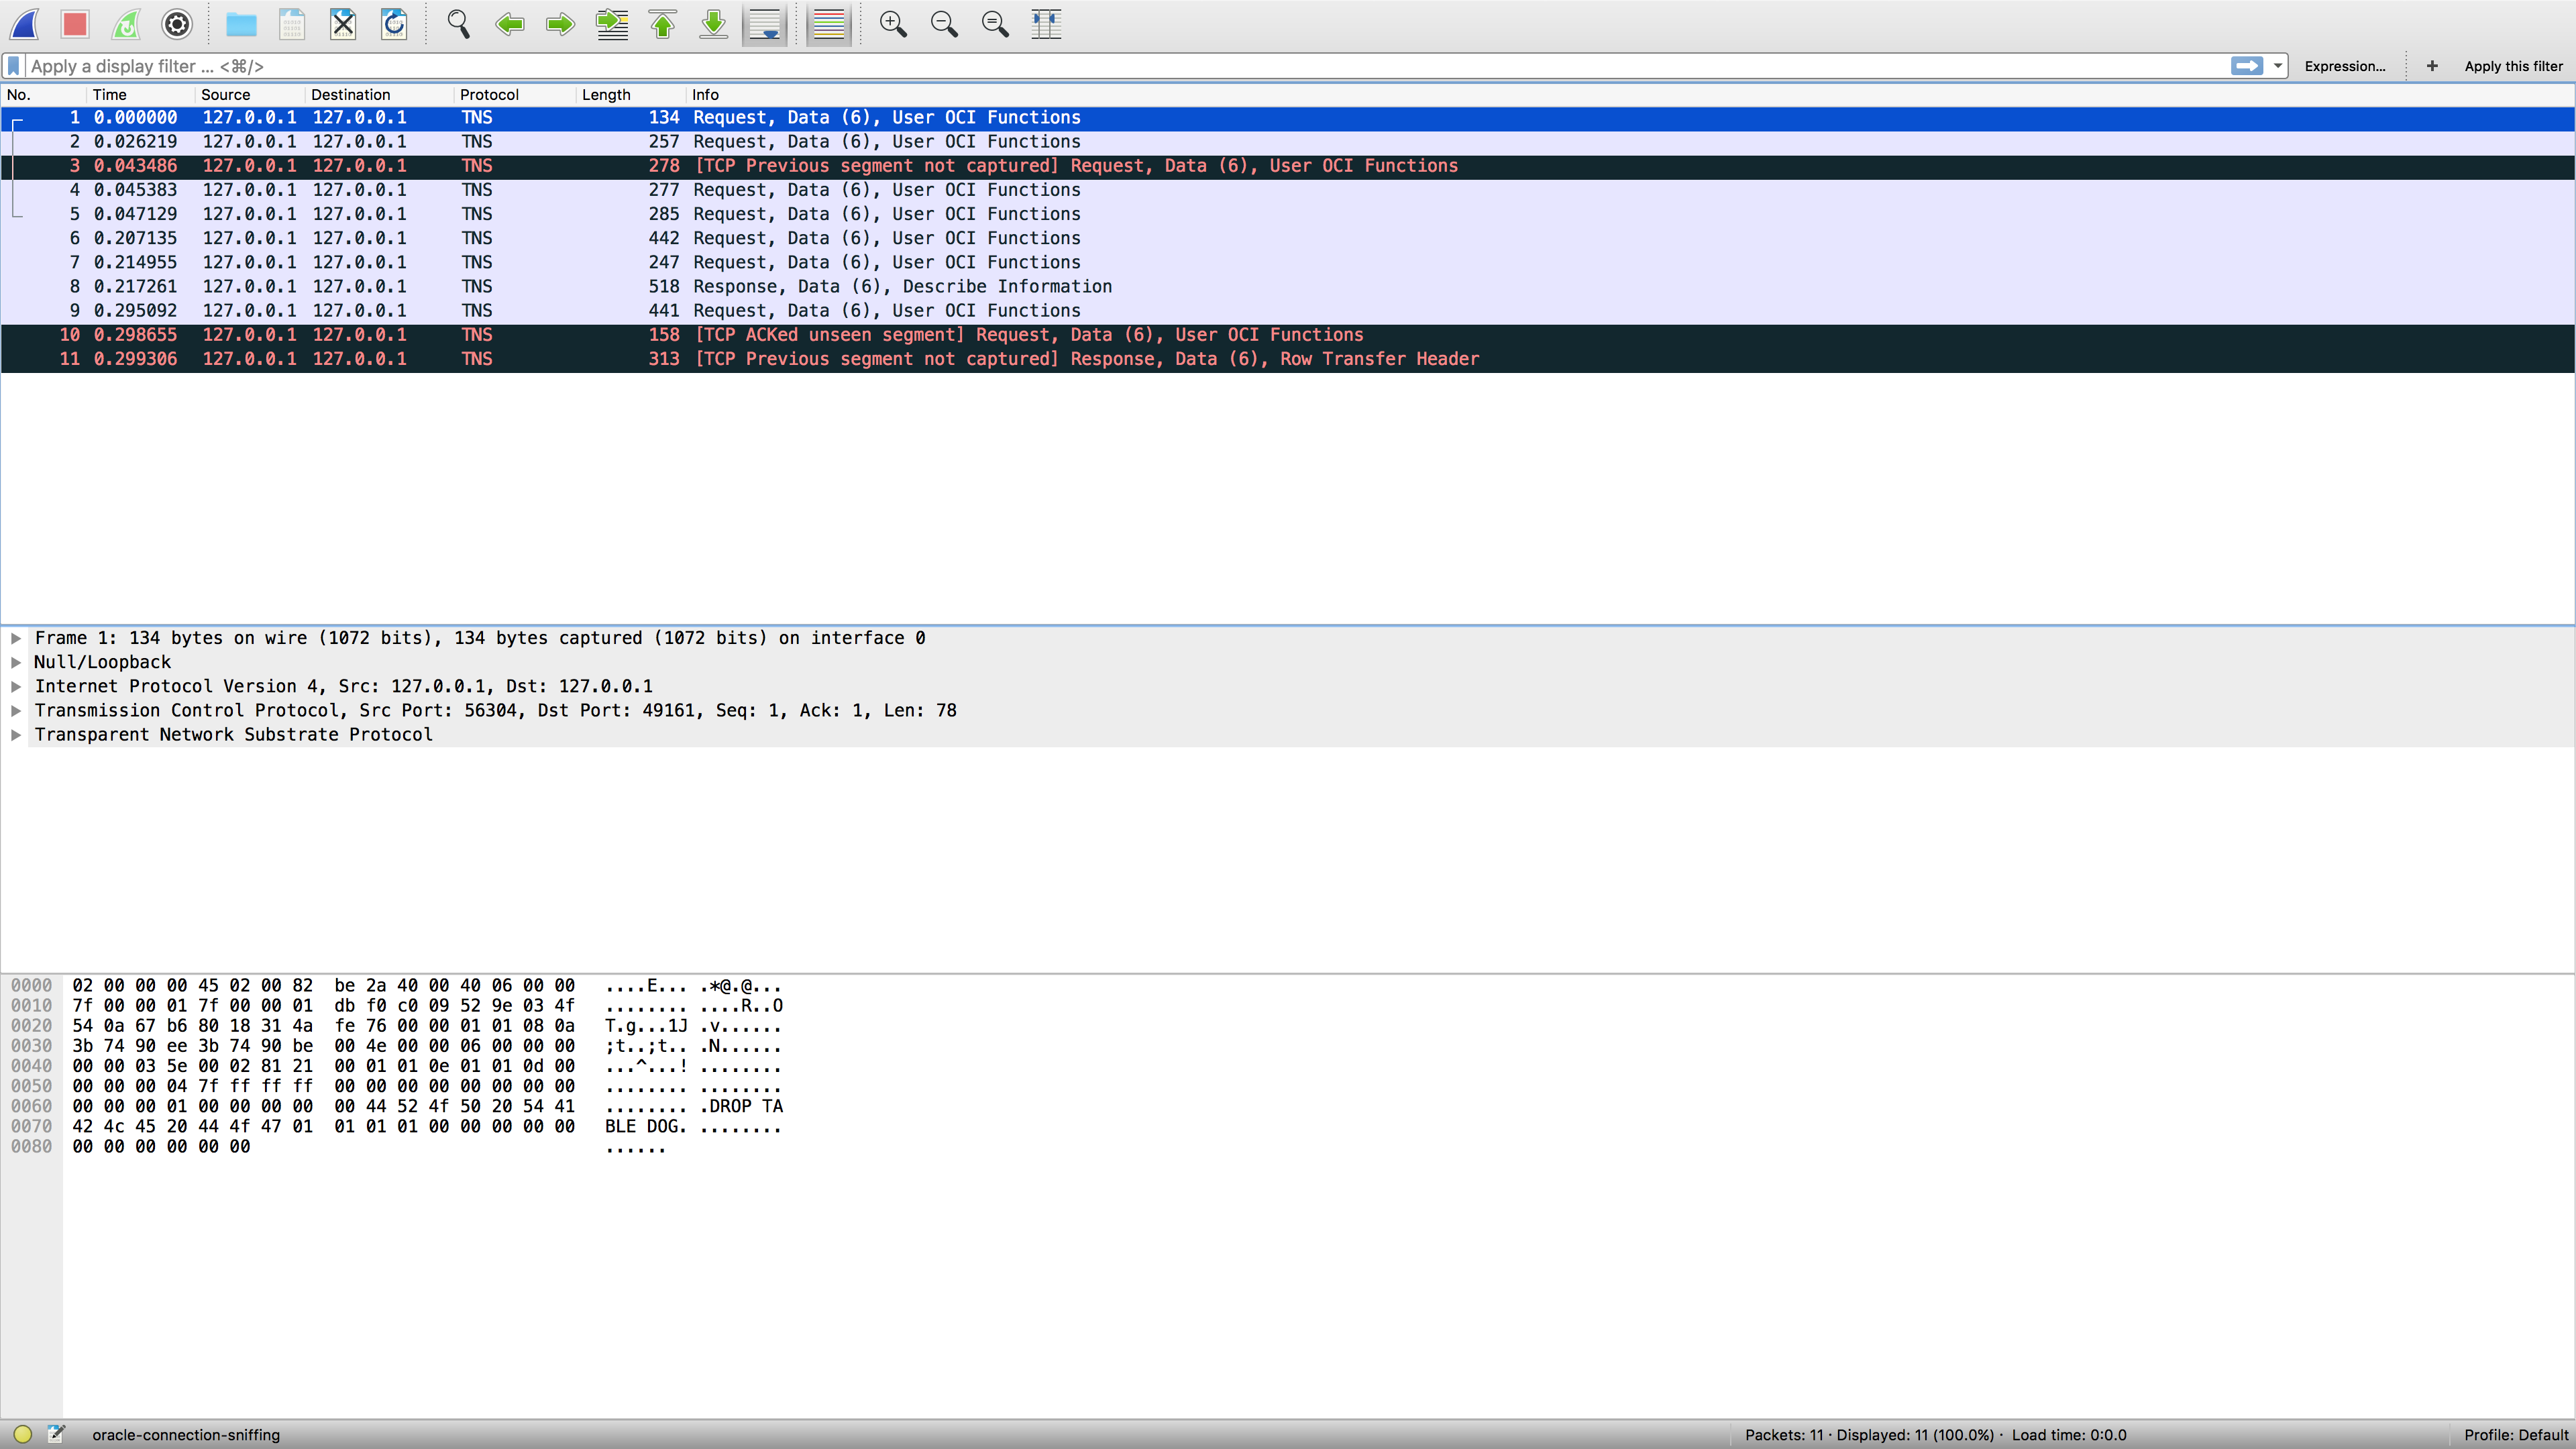 Apply a display filter ... <⌘/>
Expression...
+
Apply this filter
No. Time Source Destination Protocol Length Info
1 0.000000 127.0.0.1 127.0.0.1 TNS 134 Request, Data (6), User OCI Functions
2 0.026219 127.0.0.1 127.0.0.1 TNS 257 Request, Data (6), User OCI Functions
3 0.043486 127.0.0.1 127.0.0.1 TNS 278 [TCP Previous segment not captured] Request, Data (6), User OCI Functions
4 0.045383 127.0.0.1 127.0.0.1 TNS 277 Request, Data (6), User OCI Functions
5 0.047129 127.0.0.1 127.0.0.1 TNS 285 Request, Data (6), User OCI Functions
6 0.207135 127.0.0.1 127.0.0.1 TNS 442 Request, Data (6), User OCI Functions
7 0.214955 127.0.0.1 127.0.0.1 TNS 247 Request, Data (6), User OCI Functions
8 0.217261 127.0.0.1 127.0.0.1 TNS 518 Response, Data (6), Describe Information
9 0.295092 127.0.0.1 127.0.0.1 TNS 441 Request, Data (6), User OCI Functions
10 0.298655 127.0.0.1 127.0.0.1 TNS 158 [TCP ACKed unseen segment] Request, Data (6), User OCI Functions
11 0.299306 127.0.0.1 127.0.0.1 TNS 313 [TCP Previous segment not captured] Response, Data (6), Row Transfer Header
Frame 1: 134 bytes on wire (1072 bits), 134 bytes captured (1072 bits) on interface 0
Null/Loopback
Internet Protocol Version 4, Src: 127.0.0.1, Dst: 127.0.0.1
Transmission Control Protocol, Src Port: 56304, Dst Port: 49161, Seq: 1, Ack: 1, Len: 78
Transparent Network Substrate Protocol
0000 02 00 00 00 45 02 00 82 be 2a 40 00 40 06 00 00 ....E... .*@.@...
0010 7f 00 00 01 7f 00 00 01 db f0 c0 09 52 9e 03 4f ........ ....R..O
0020 54 0a 67 b6 80 18 31 4a fe 76 00 00 01 01 08 0a T.g...1J .v......
0030 3b 74 90 ee 3b 74 90 be 00 4e 00 00 06 00 00 00 ;t..;t.. .N......
0040 00 00 03 5e 00 02 81 21 00 01 01 0e 01 01 0d 00 ...^...! ........
0050 00 00 00 04 7f ff ff ff 00 00 00 00 00 00 00 00 ........ ........
0060 00 00 00 01 00 00 00 00 00 44 52 4f 50 20 54 41 ........ .DROP TA
0070 42 4c 45 20 44 4f 47 01 01 01 01 00 00 00 00 00 BLE DOG. ........
0080 00 00 00 00 00 00 ......
oracle-connection-sniffing
Packets: 11 · Displayed: 11 (100.0%) · Load time: 0:0.0
Profile: Default